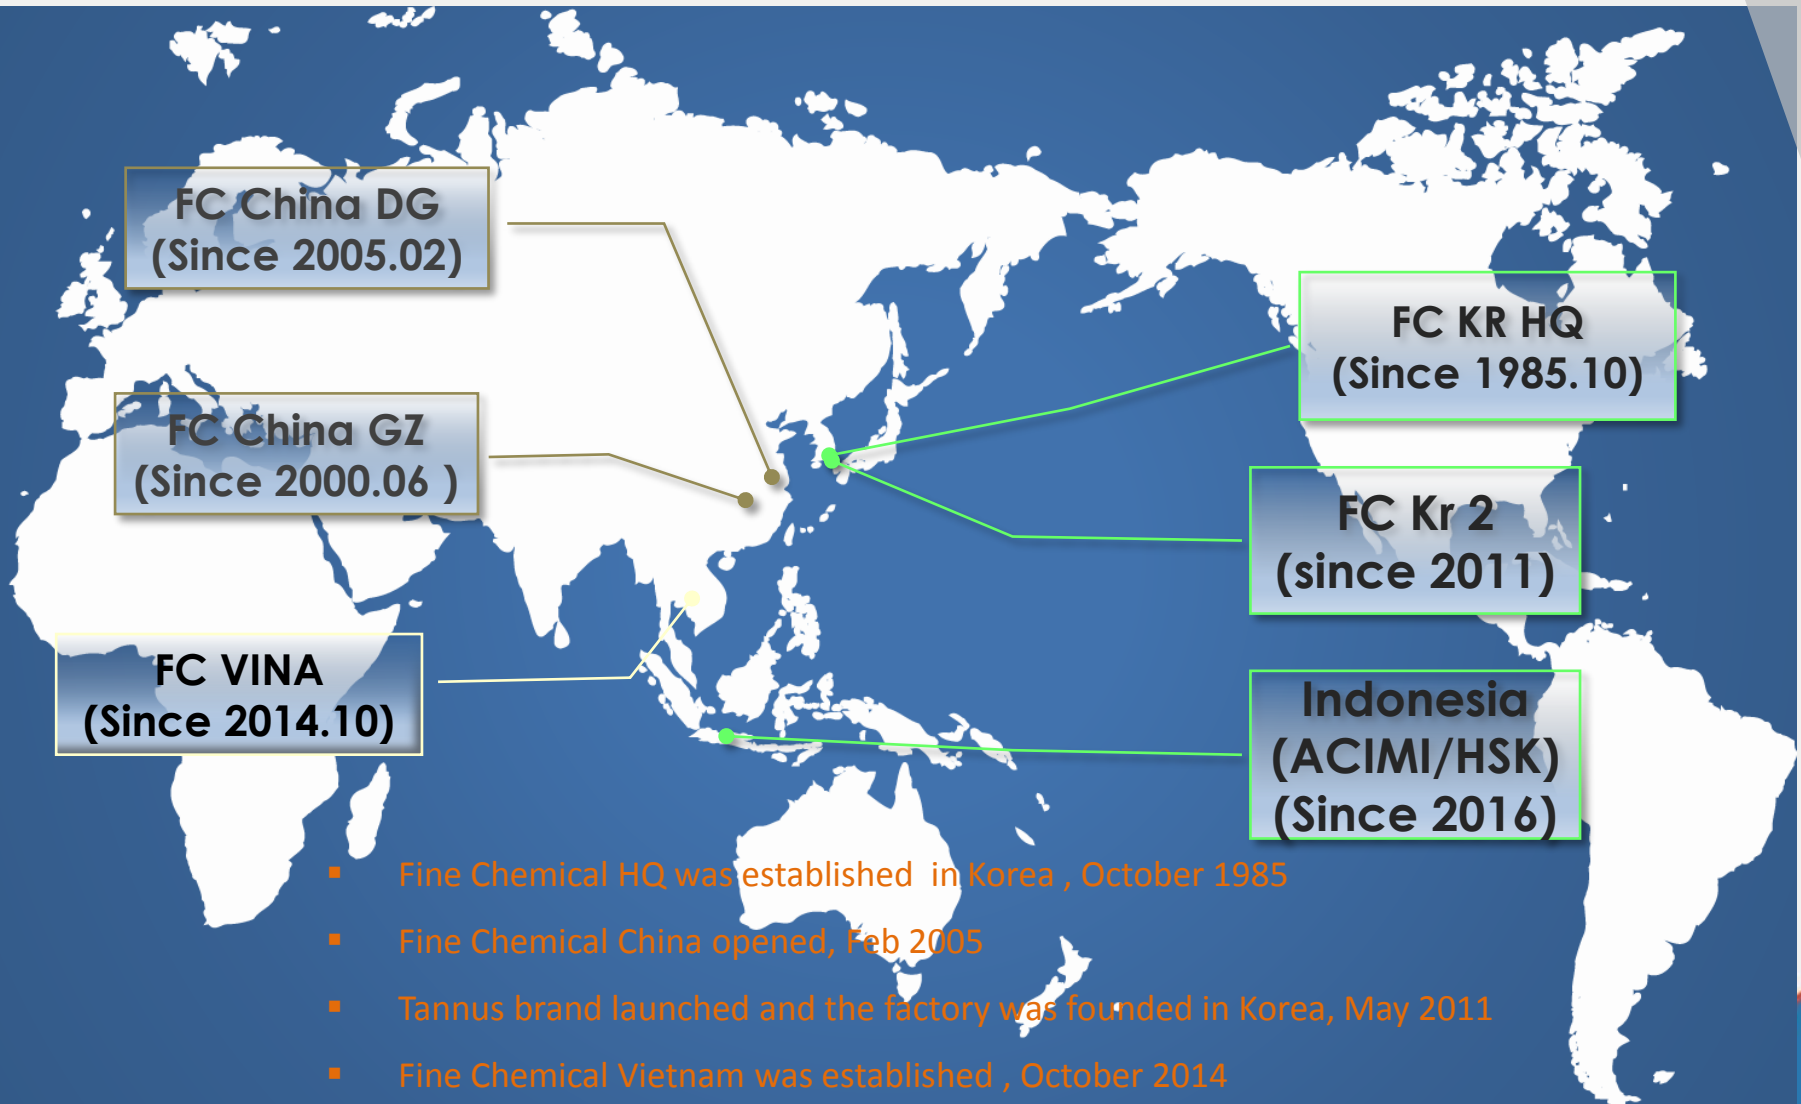 FC China DG
(Since 2005.02)
FC KR HQ
(Since 1985.10)
FC China GZ
(Since 2000.06 )
FC Kr 2
(since 2011)
FC VINA
(Since 2014.10)
Indonesia
(ACIMI/HSK)
(Since 2016)
▪ Fine Chemical HQ was established  in Korea , October 1985
▪ Fine Chemical China opened, Feb 2005
▪ Tannus brand launched and the factory was founded in Korea, May 2011
▪ Fine Chemical Vietnam was established , October 2014